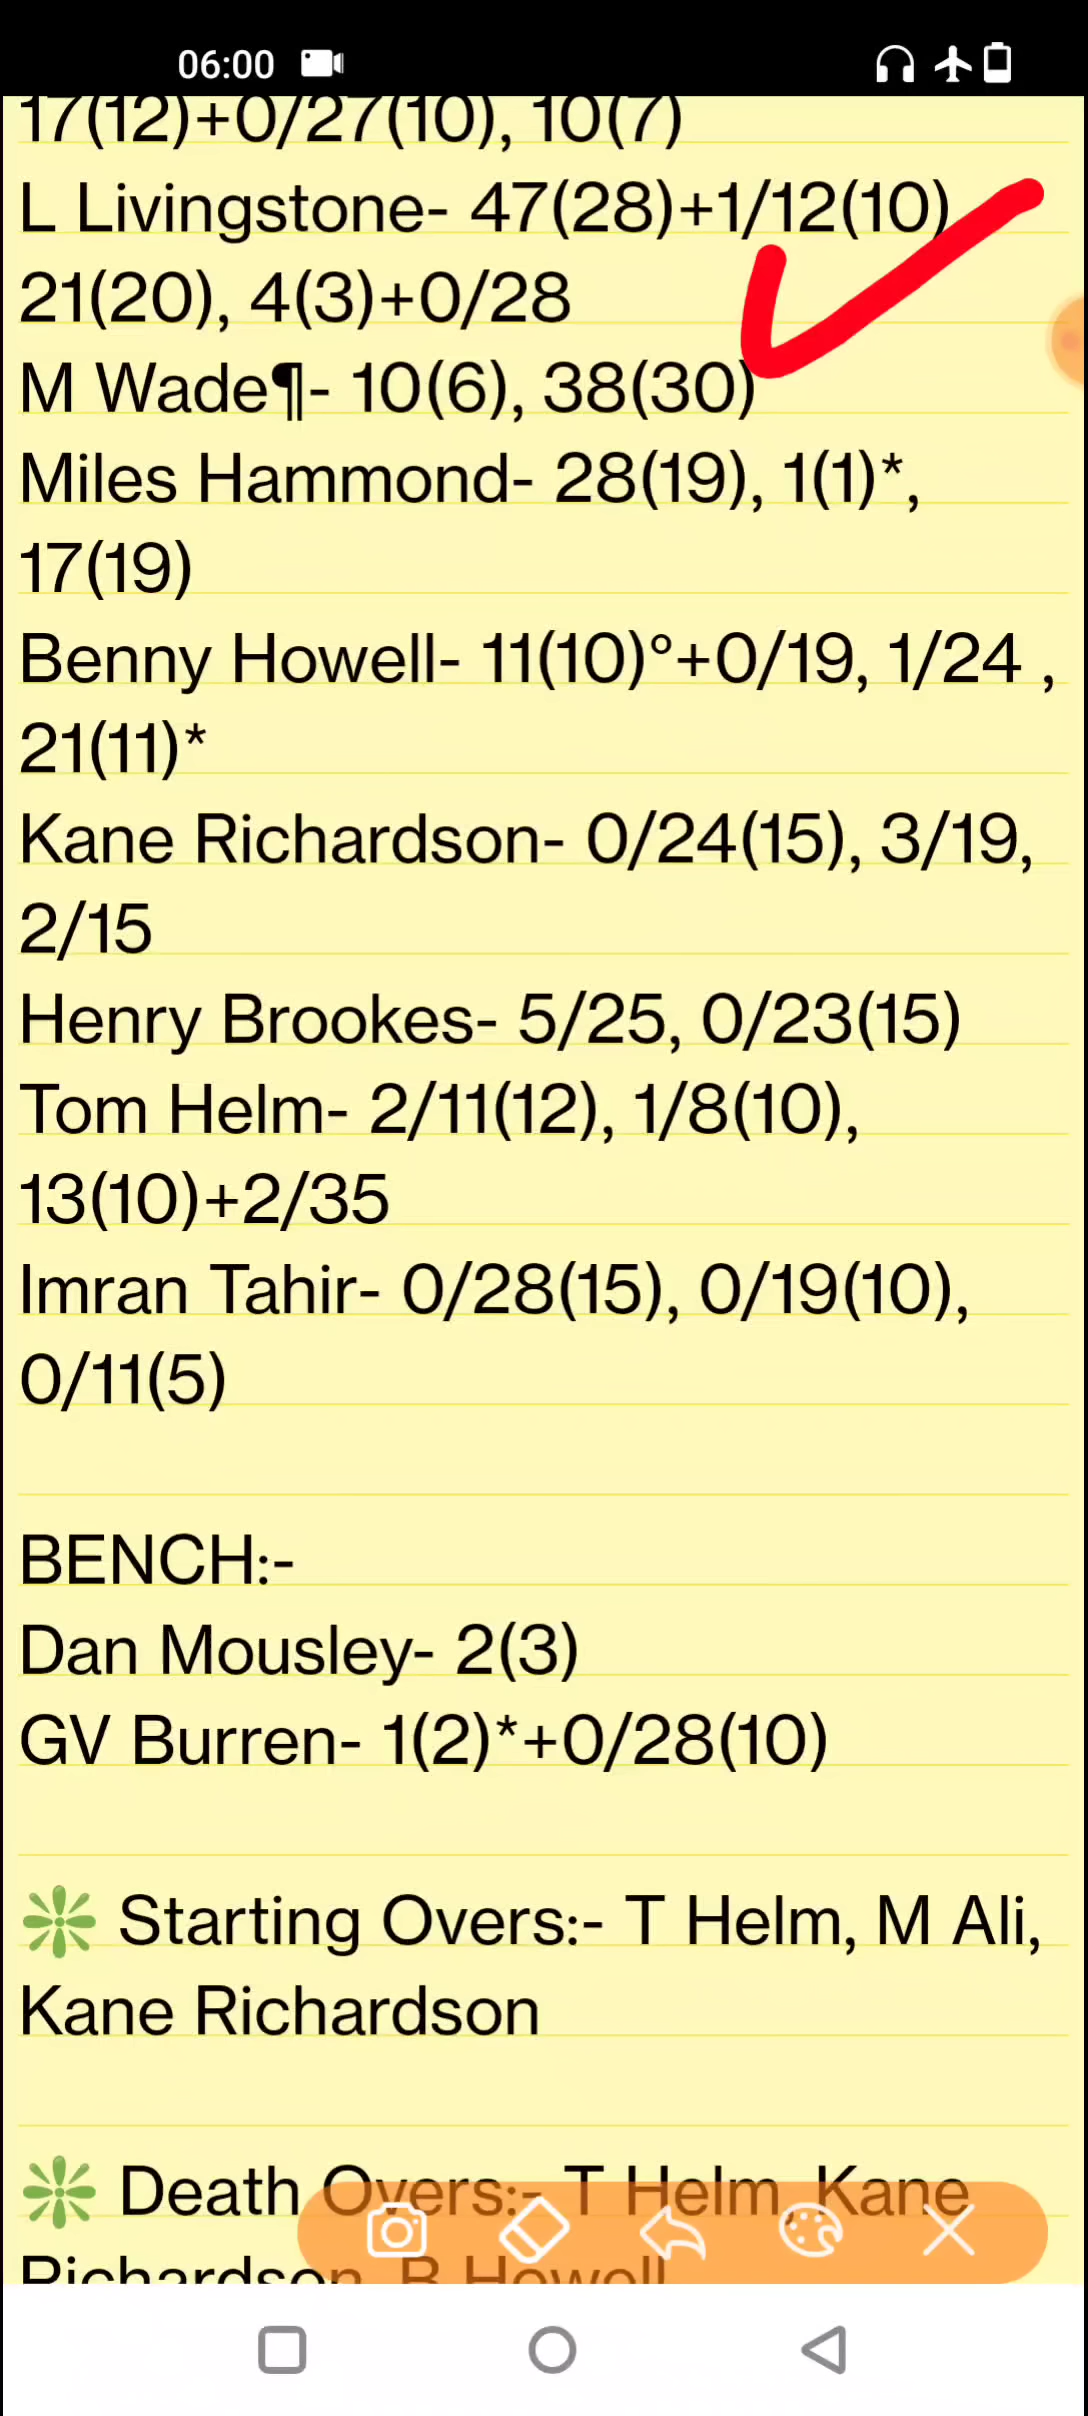 06:00
17(12)+0/27(10), 10(7)
L Livingstone- 47(28)+1/12(10)
21(20), 4(3)+0/28
M Wade¶- 10(6), 38(30)
Miles Hammond- 28(19), 1(1)*,
17(19)
Benny Howell- 11(10)°+0/19, 1/24 ,
21(11)*
Kane Richardson- 0/24(15), 3/19,
2/15
Henry Brookes- 5/25, 0/23(15)
Tom Helm- 2/11(12), 1/8(10),
13(10)+2/35
Imran Tahir- 0/28(15), 0/19(10),
0/11(5)
BENCH:-
Dan Mousley- 2(3)
GV Burren- 1(2)*+0/28(10)
Starting Overs:- T Helm, M Ali,
Kane Richardson
Death Overs:- T Helm, Kane
Richardson, B Howell